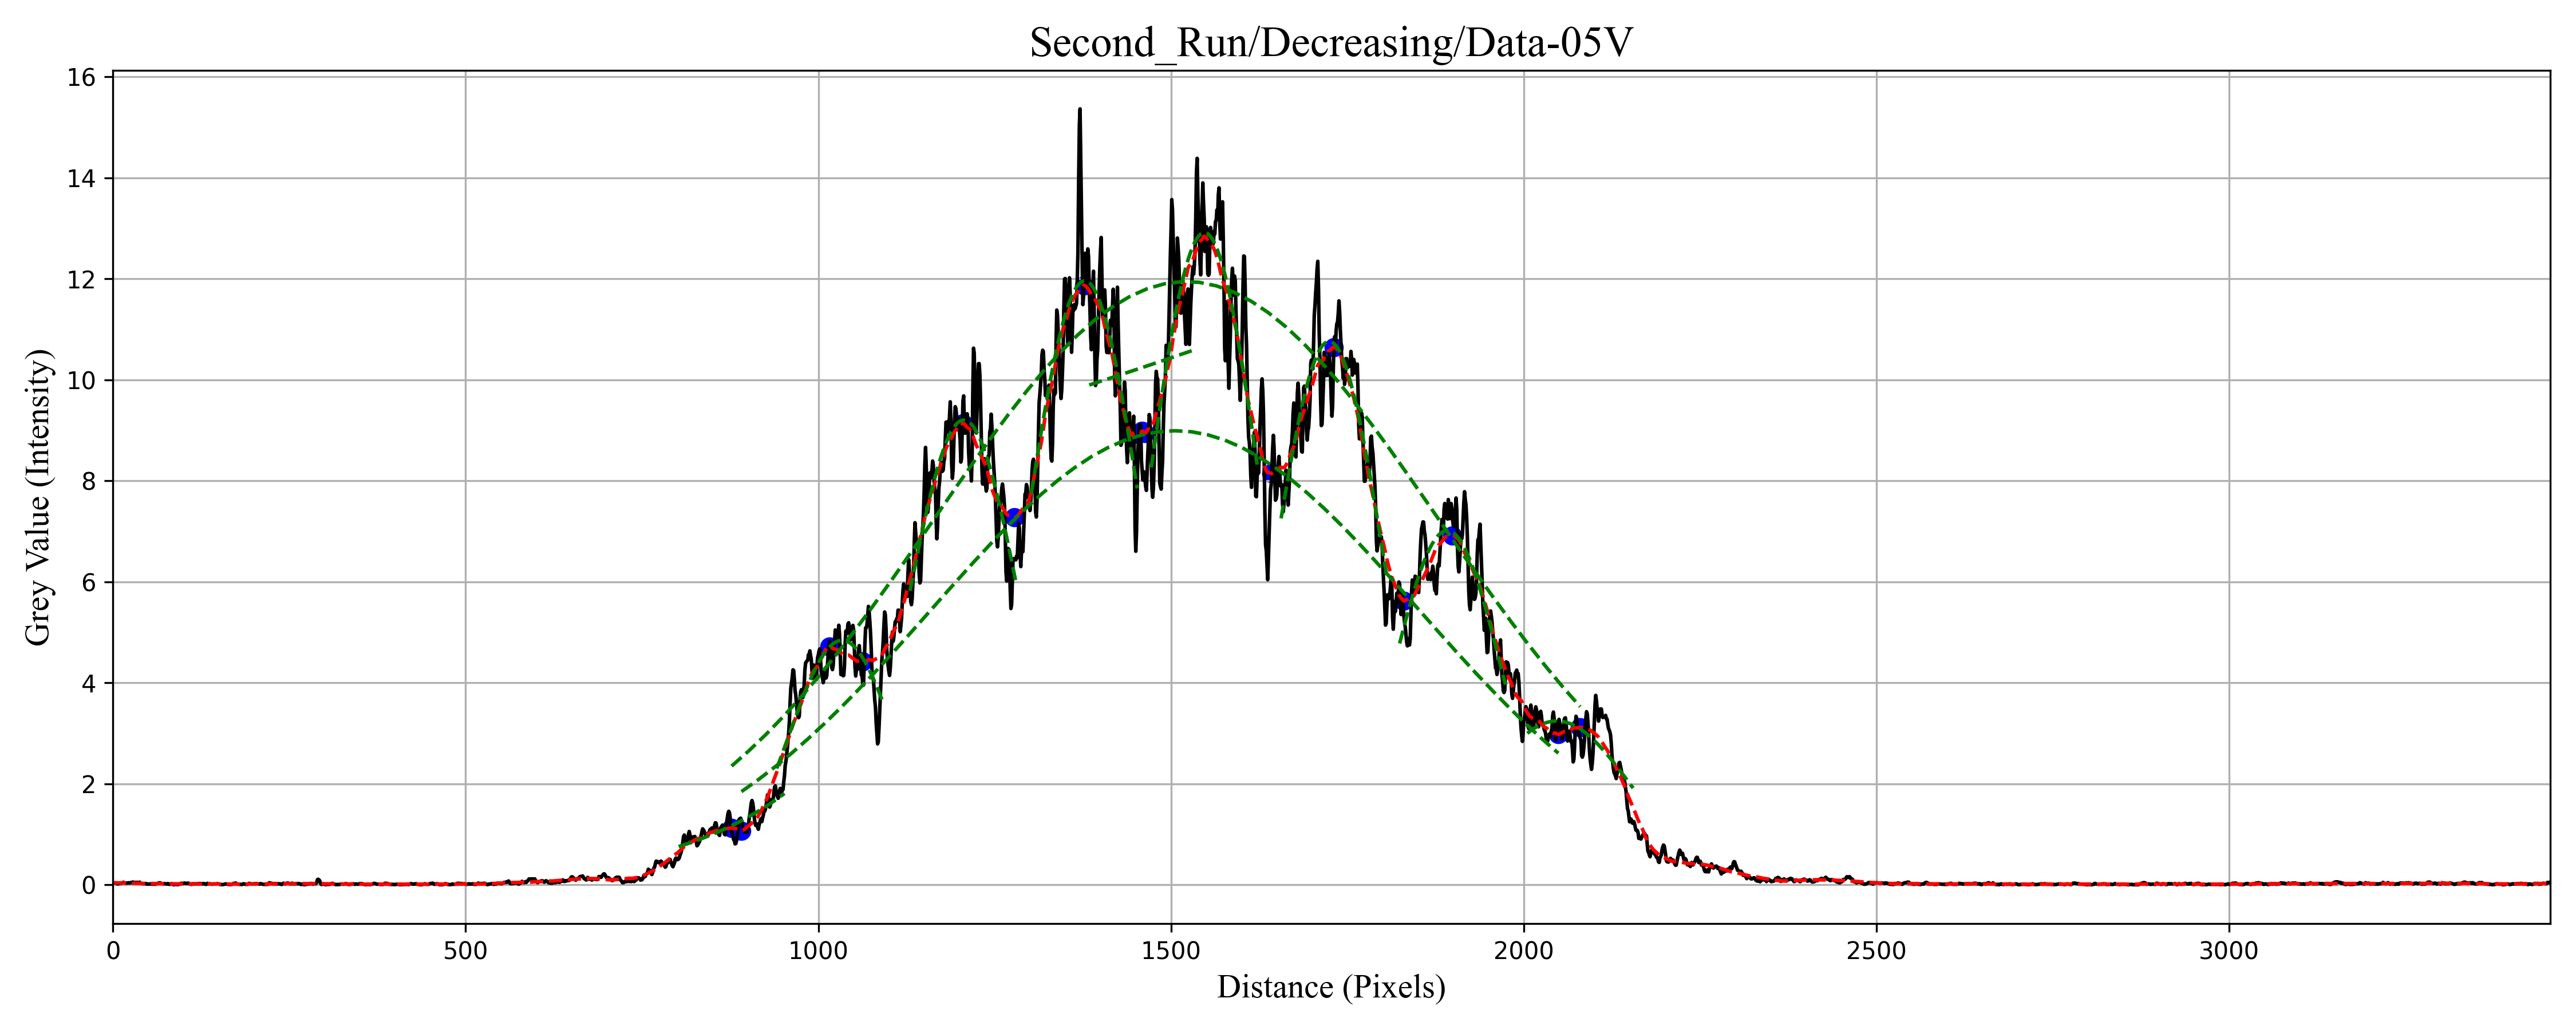 Second_Run/Decreasing/Data-05V
Grey Value (Intensity)
16
14
12
10
8
6
4
2
0
0 500 1000 1500 2000 2500 3000
Distance (Pixels)